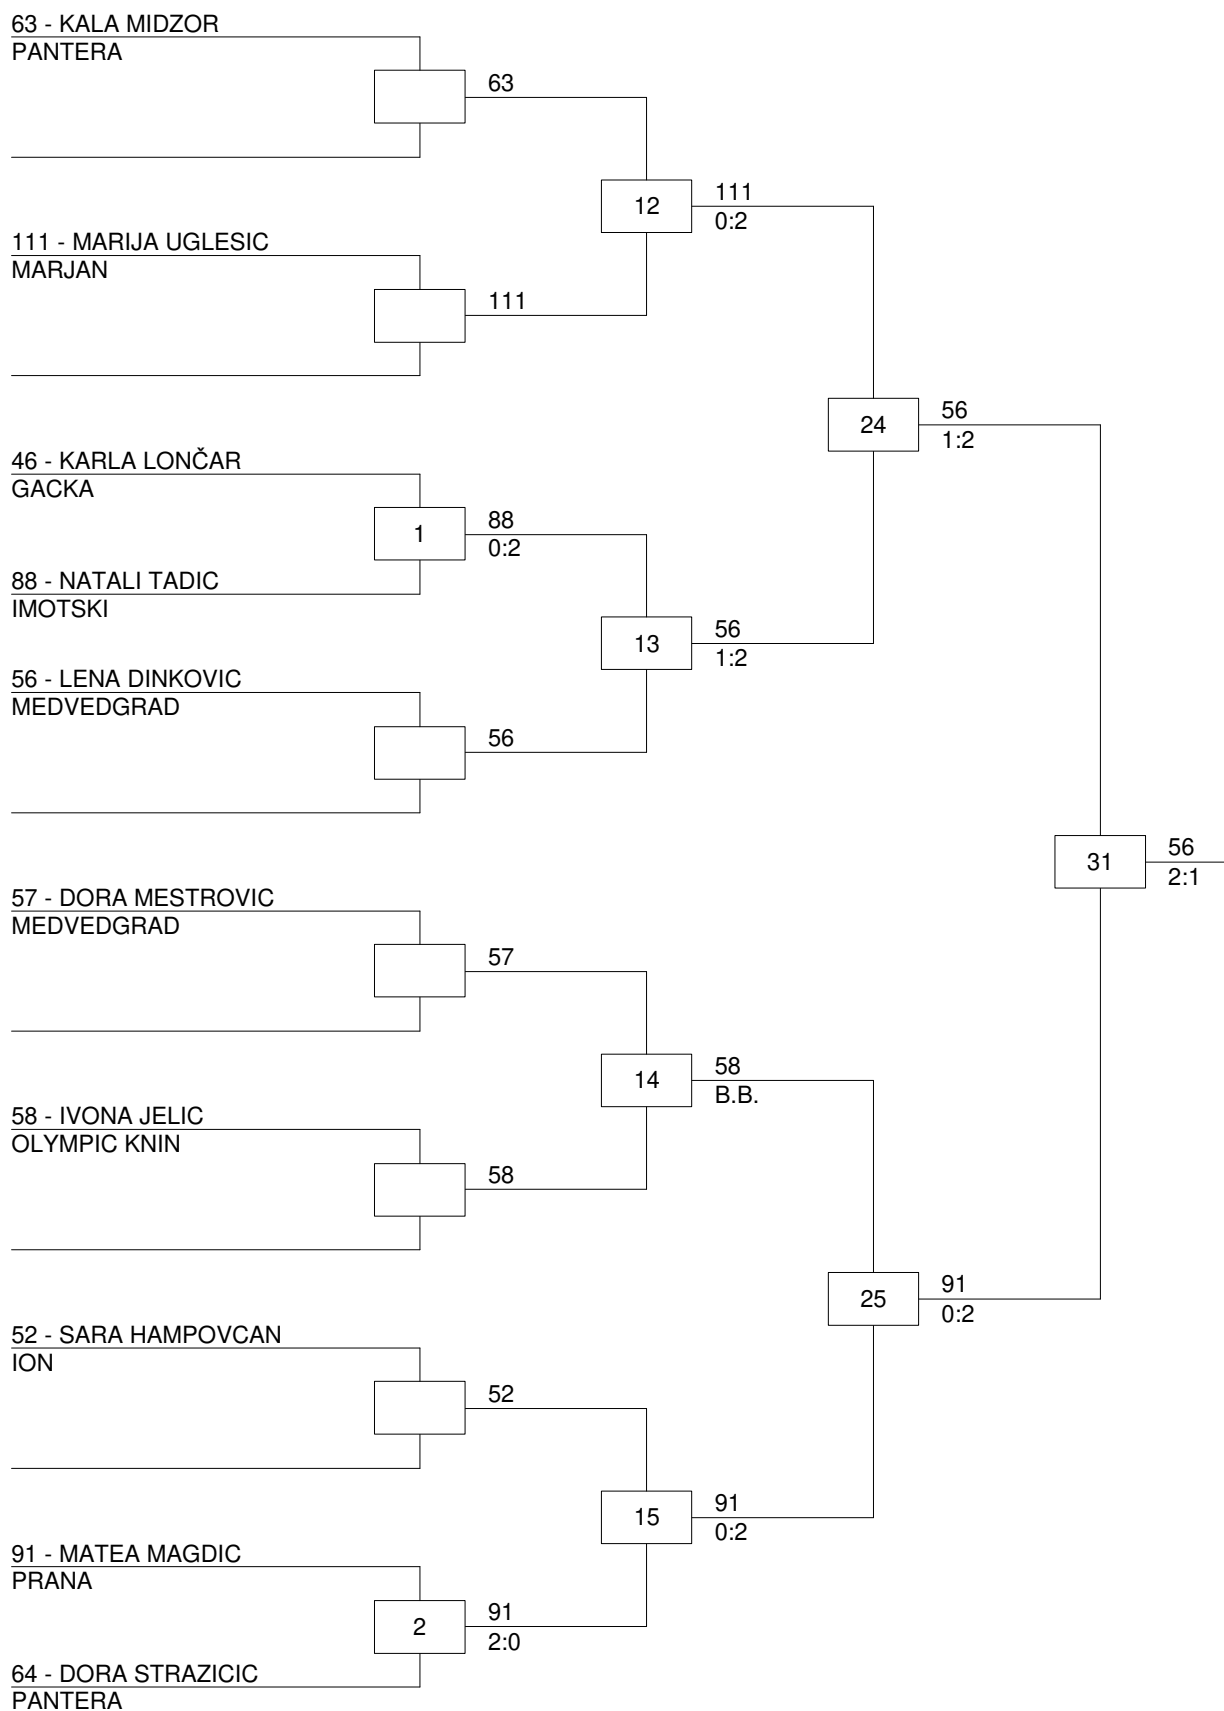 63 - KALA MIDZOR
PANTERA
63
12
111
0:2
111 - MARIJA UGLESIC
MARJAN
111
24
56
1:2
46 - KARLA LONČAR
GACKA
1
88
0:2
88 - NATALI TADIC
IMOTSKI
13
56
1:2
56 - LENA DINKOVIC
MEDVEDGRAD
56
31
56
2:1
57 - DORA MESTROVIC
MEDVEDGRAD
57
14
58
B.B.
58 - IVONA JELIC
OLYMPIC KNIN
58
25
91
0:2
52 - SARA HAMPOVCAN
ION
52
15
91
0:2
91 - MATEA MAGDIC
PRANA
2
91
2:0
64 - DORA STRAZICIC
PANTERA